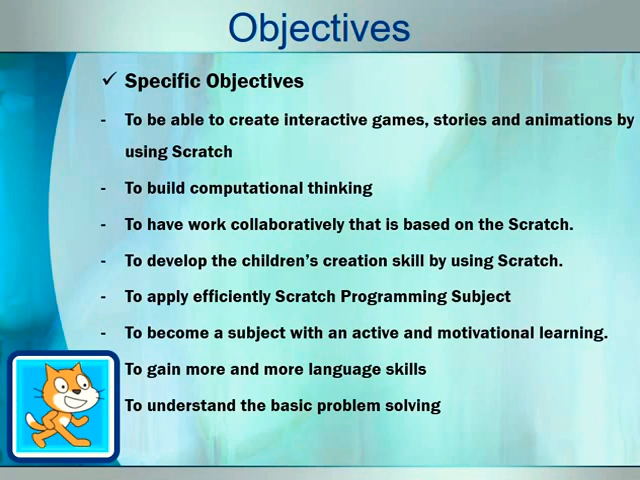 Objectives
✓ Specific Objectives
- To be able to create interactive games, stories and animations by
using Scratch
- To build computational thinking
- To have work collaboratively that is based on the Scratch.
- To develop the children’s creation skill by using Scratch.
- To apply efficiently Scratch Programming Subject
- To become a subject with an active and motivational learning.
To gain more and more language skills
To understand the basic problem solving